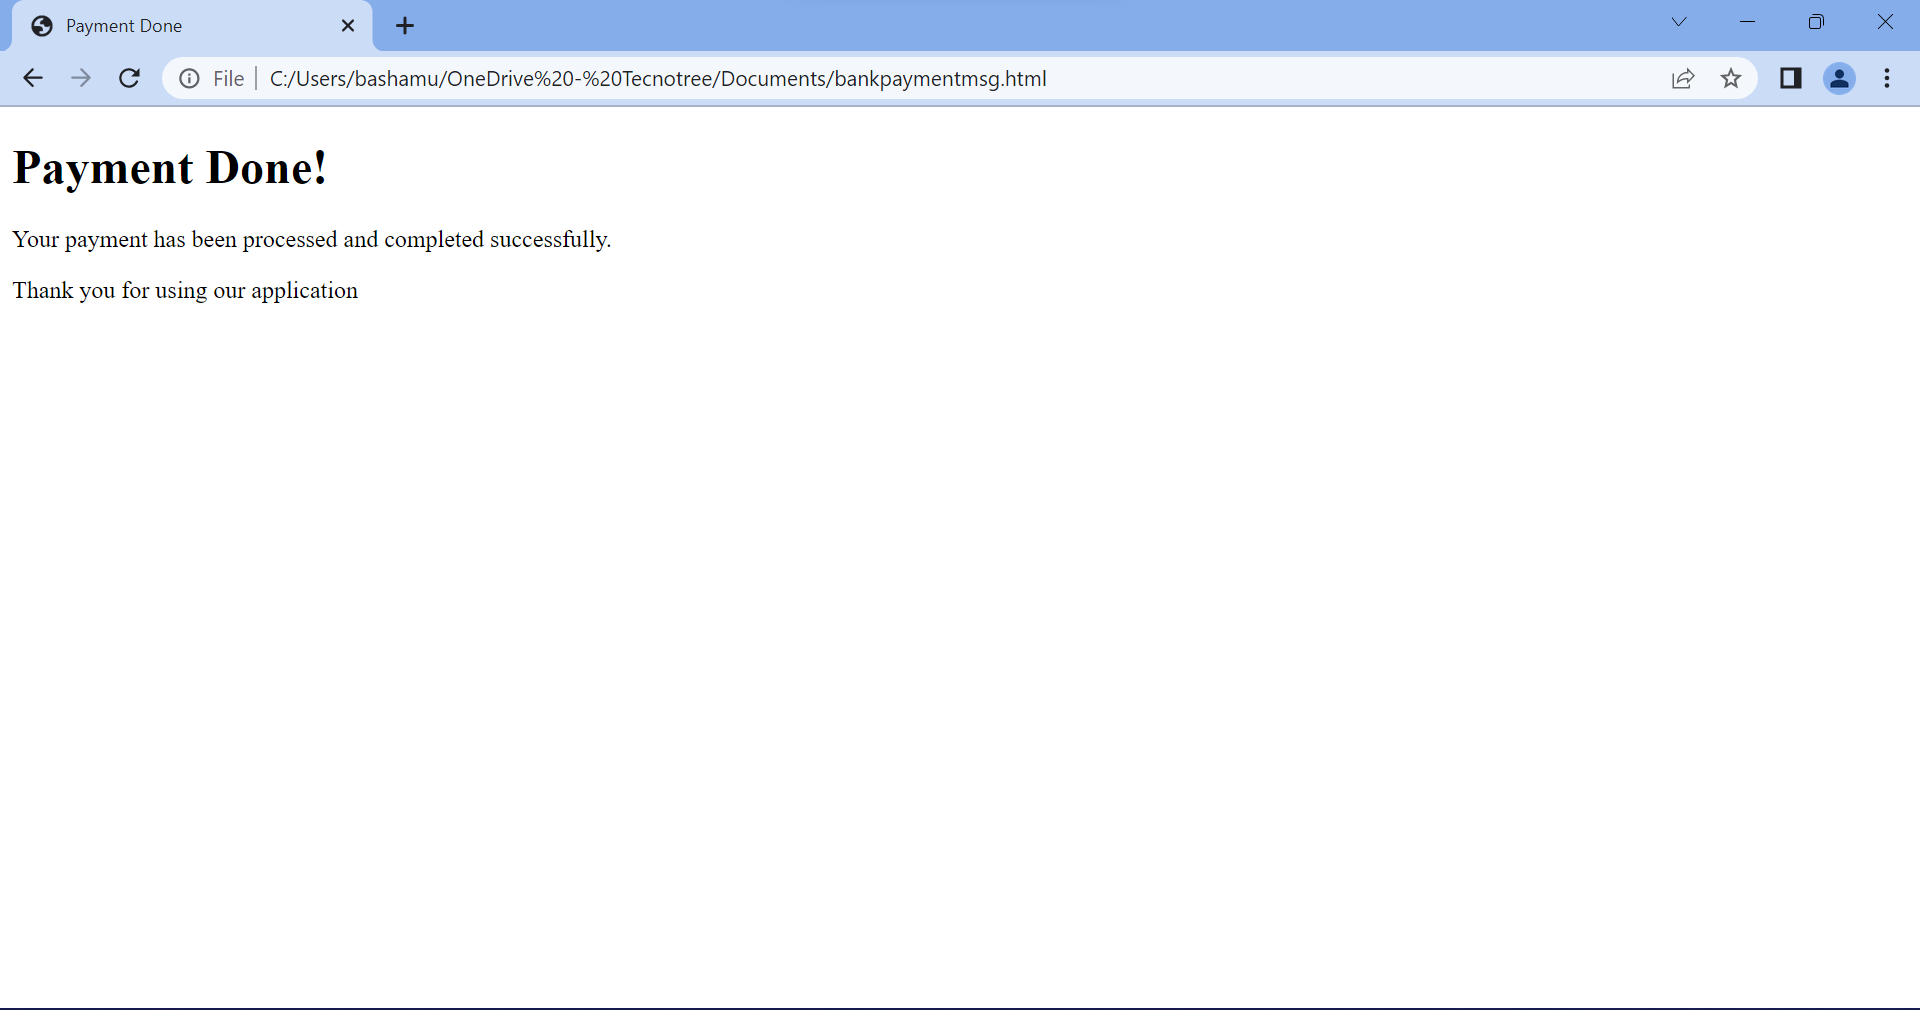 Payment Done
File
C:/Users/bashamu/OneDrive%20-%20Tecnotree/Documents/bankpaymentmsg.html
Payment Done!
Your payment has been processed and completed successfully.
Thank you for using our application